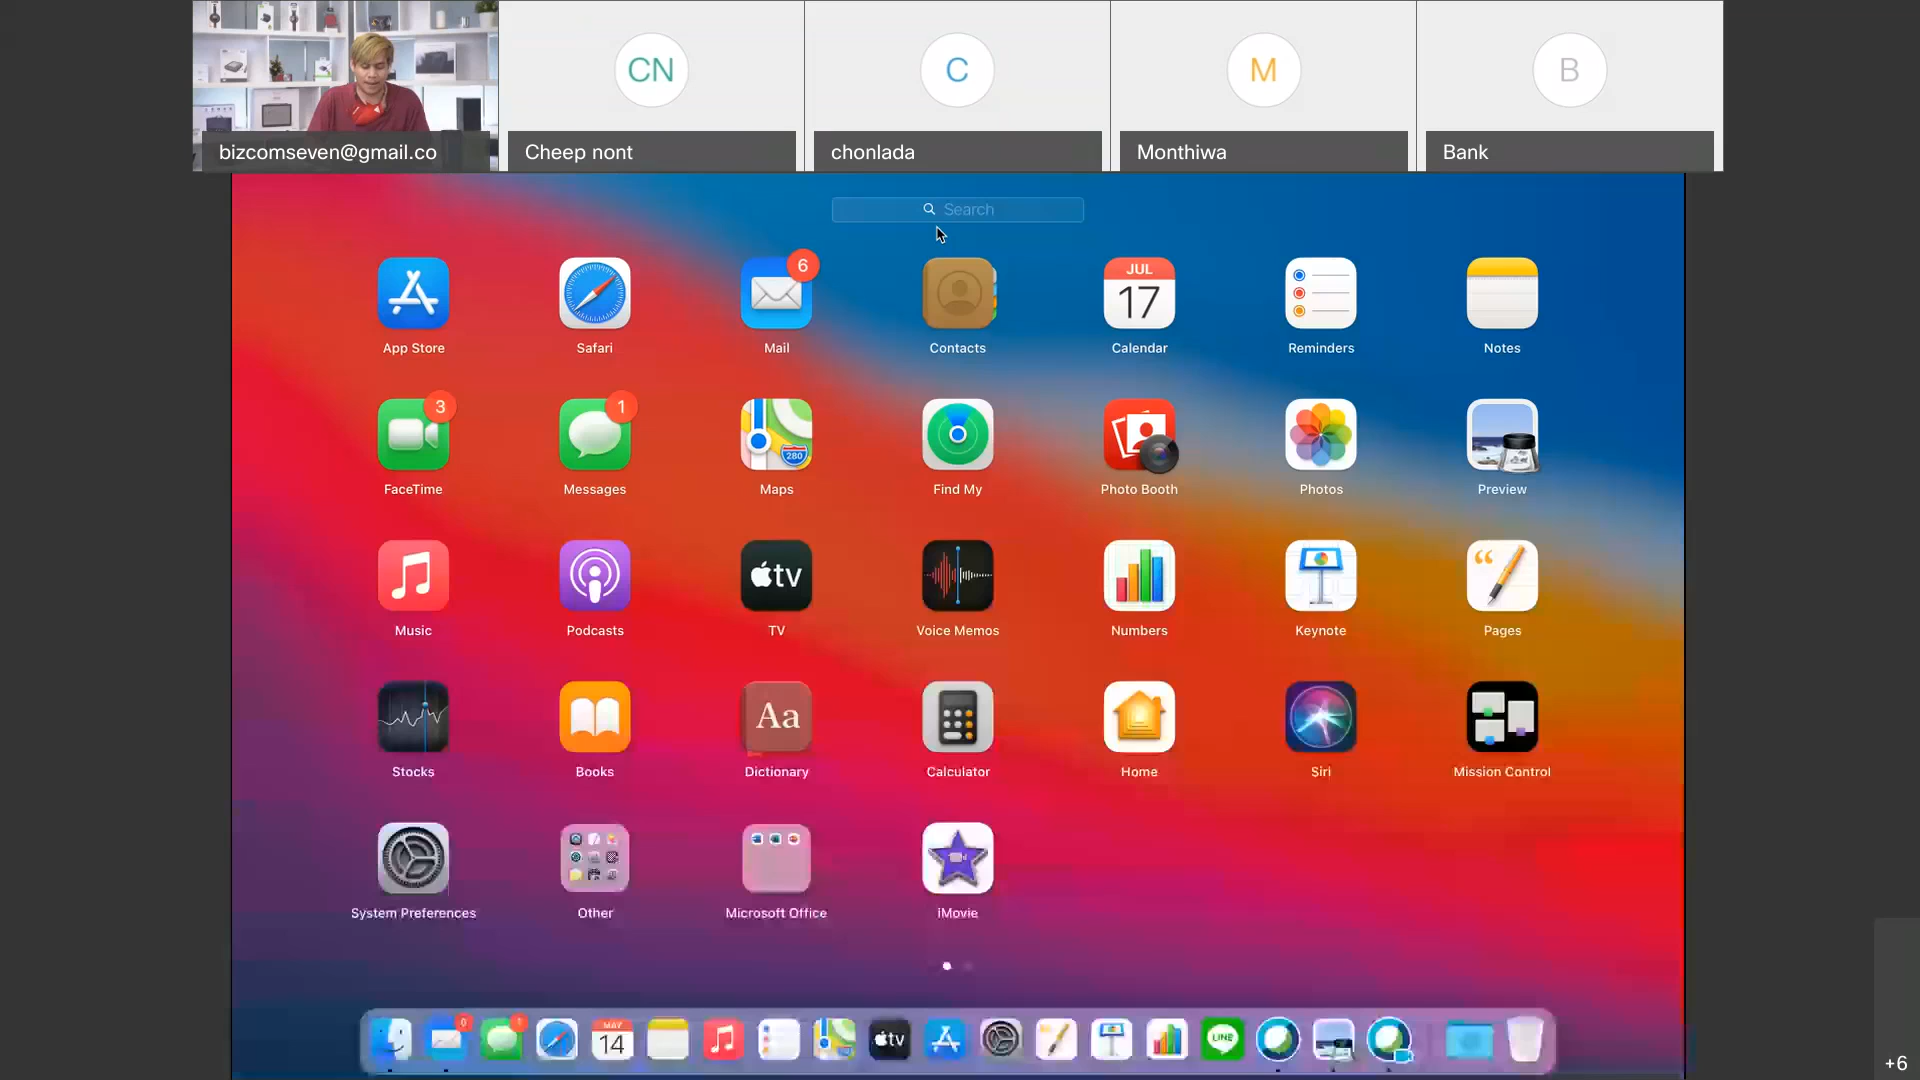 CN
C
M
B
bizcomseven@gmail.co
Cheep nont
chonlada
Monthiwa
Bank
Search
6
JUL
17
App Store
Safari
Mail
Contacts
Calendar
Reminders
Notes
3
1
280
FaceTime
Messages
Maps
Find My
Photo Booth
Photos
Preview
tv
Music
Podcasts
TV
Voice Memos
Numbers
Keynote
Pages
Aa
Stocks
Books
Dictionary
Calculator
Home
Siri
Mission Control
System Preferences
Other
Microsoft Office
iMovie
MAY
14
tv
LINE
+6